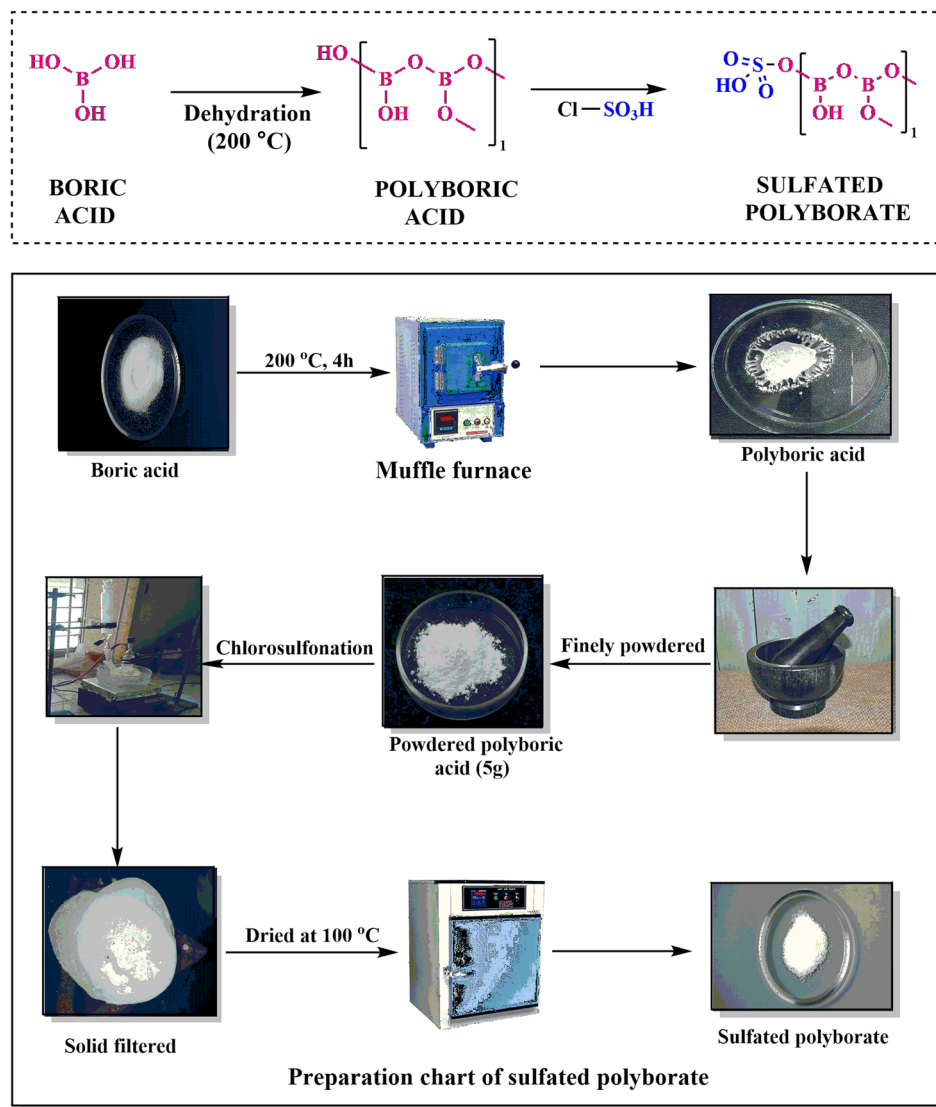 HO OH
B
OH
Dehydration
(200 °C)
HO O O
B B
OH O
1
Cl—SO3H
O
S O O O
HO O B B
OH O
1
BORIC
ACID
POLYBORIC
ACID
SULFATED
POLYBORATE
200 °C, 4h
Boric acid
Muffle furnace
Polyboric acid
Chlorosulfonation
Finely powdered
Powdered polyboric
acid (5g)
Dried at 100 °C
Solid filtered
Sulfated polyborate
Preparation chart of sulfated polyborate